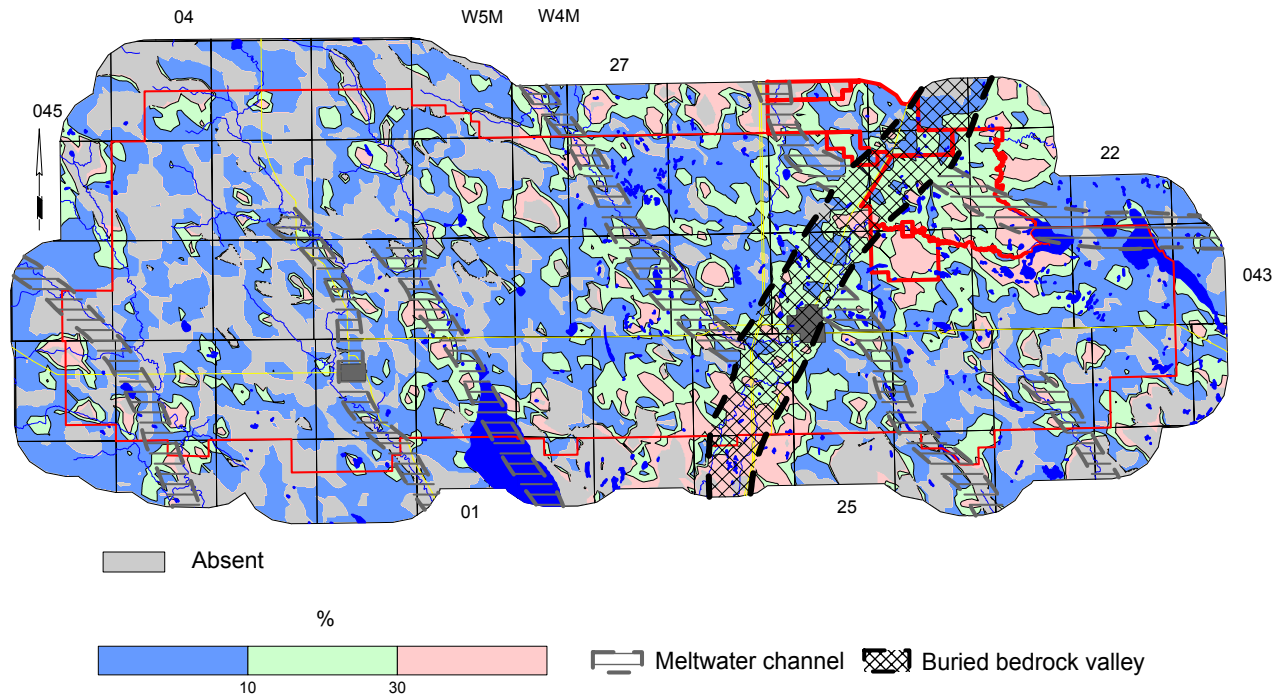 04
W5M W4M
27
045
22
043
01
25
Absent
%
10 30
Meltwater channel
Buried bedrock valley